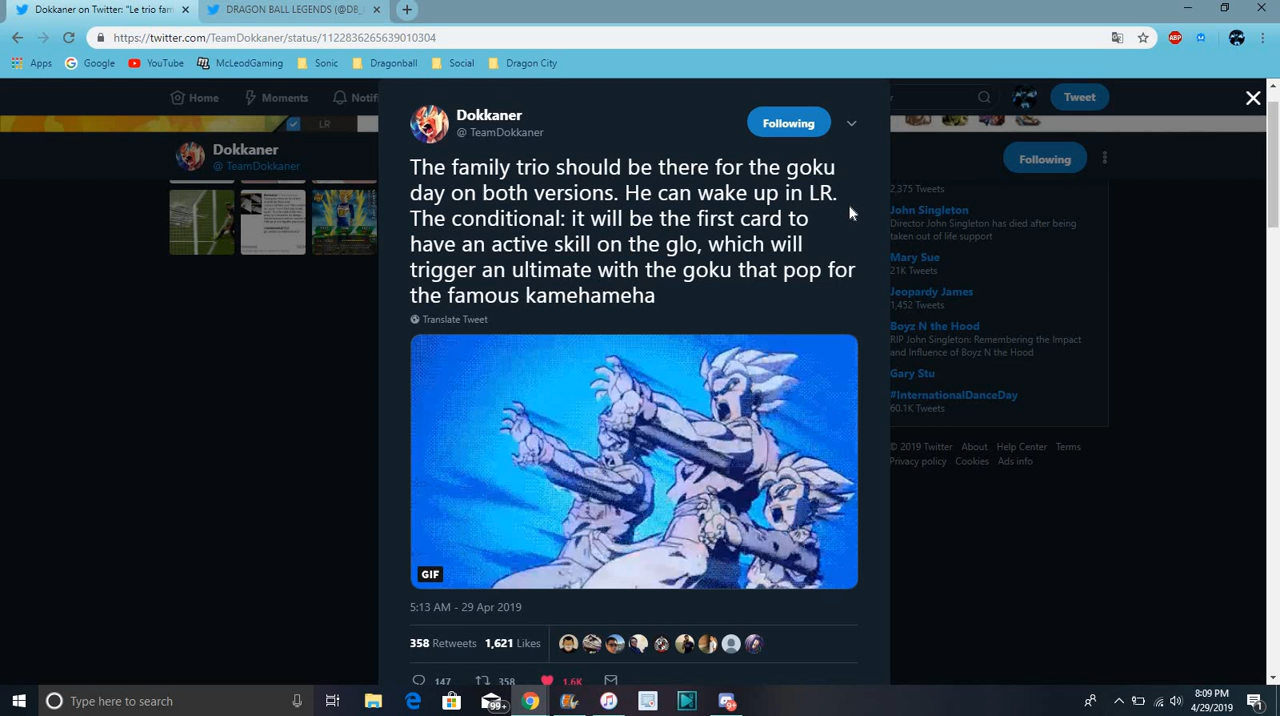 Dokkaner on Twitter: "Le trio fam
DRAGON BALL LEGENDS (@DB_
https://twitter.com/TeamDokkaner/status/1122836265639010304
Apps Google YouTube McLeodGaming Sonic Dragonball Social Dragon City
Home Moments Notif Tweet
LR
Dokkaner
@TeamDokkaner
Following
Dokkaner
@TeamDokkaner
Following
The family trio should be there for the goku
day on both versions. He can wake up in LR.
The conditional: it will be the first card to
have an active skill on the glo, which will
trigger an ultimate with the goku that pop for
the famous kamehameha
Translate Tweet
GIF
5:13 AM - 29 Apr 2019
358 Retweets 1,621 Likes
147 358 1.6K
2,375 Tweets
John Singleton
Director John Singleton has died after being
taken out of life support
Mary Sue
21K Tweets
Jeopardy James
1,452 Tweets
Boyz N the Hood
RIP John Singleton: Remembering the Impact
and Influence of Boyz N the Hood
Gary Stu
#InternationalDanceDay
60.1K Tweets
© 2019 Twitter About Help Center Terms
Privacy policy Cookies Ads info
Type here to search
99+
8:09 PM
4/29/2019